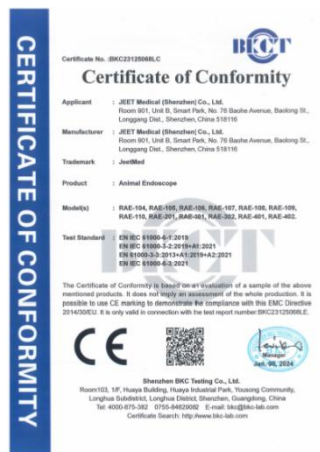 CERTIFICATE OF CONFORMITY
BKCT
Certificate No. :BKC23125068LC
Certificate of Conformity
Applicant : JEET Medical (Shenzhen) Co., Ltd.
Room 901, Unit B, Smart Park, No. 76 Baohe Avenue, Baolong St., Longgang Dist., Shenzhen, China 518116
Manufacturer : JEET Medical (Shenzhen) Co., Ltd.
Room 901, Unit B, Smart Park, No. 76 Baohe Avenue, Baolong St., Longgang Dist., Shenzhen, China 518116
Trademark : JeetMed
Product : Animal Endoscope
Model(s) : RAE-104, RAE-105, RAE-106, RAE-107, RAE-108, RAE-109,
RAE-110, RAE-201, RAE-301, RAE-302, RAE-401, RAE-402.
Test Standard : EN IEC 61000-6-1:2019
EN IEC 61000-3-2:2019+A1:2021
EN 61000-3-3:2013+A1:2019+A2:2021
EN IEC 61000-6-3:2021
The Certificate of Conformity is based on an evaluation of a sample of the above
mentioned products. It does not imply an assessment of the whole production. It is
possible to use CE marking to demonstrate the compliance with this EMC Directive
2014/30/EU. It is only valid in connection with the test report number:BKC23125068LE.
CE
Manager
Jan. 08, 2024
Shenzhen BKC Testing Co., Ltd.
Room103, 1/F, Huaya Building, Huaya Industrial Park, Yousong Community,
Longhua Subdistrict, Longhua District, Shenzhen, Guangdong, China
Tel: 4000-875-382 0755-84829082 E-mail: bkc@bkc-lab.com
Certificate Search: http://www.bkc-lab.com